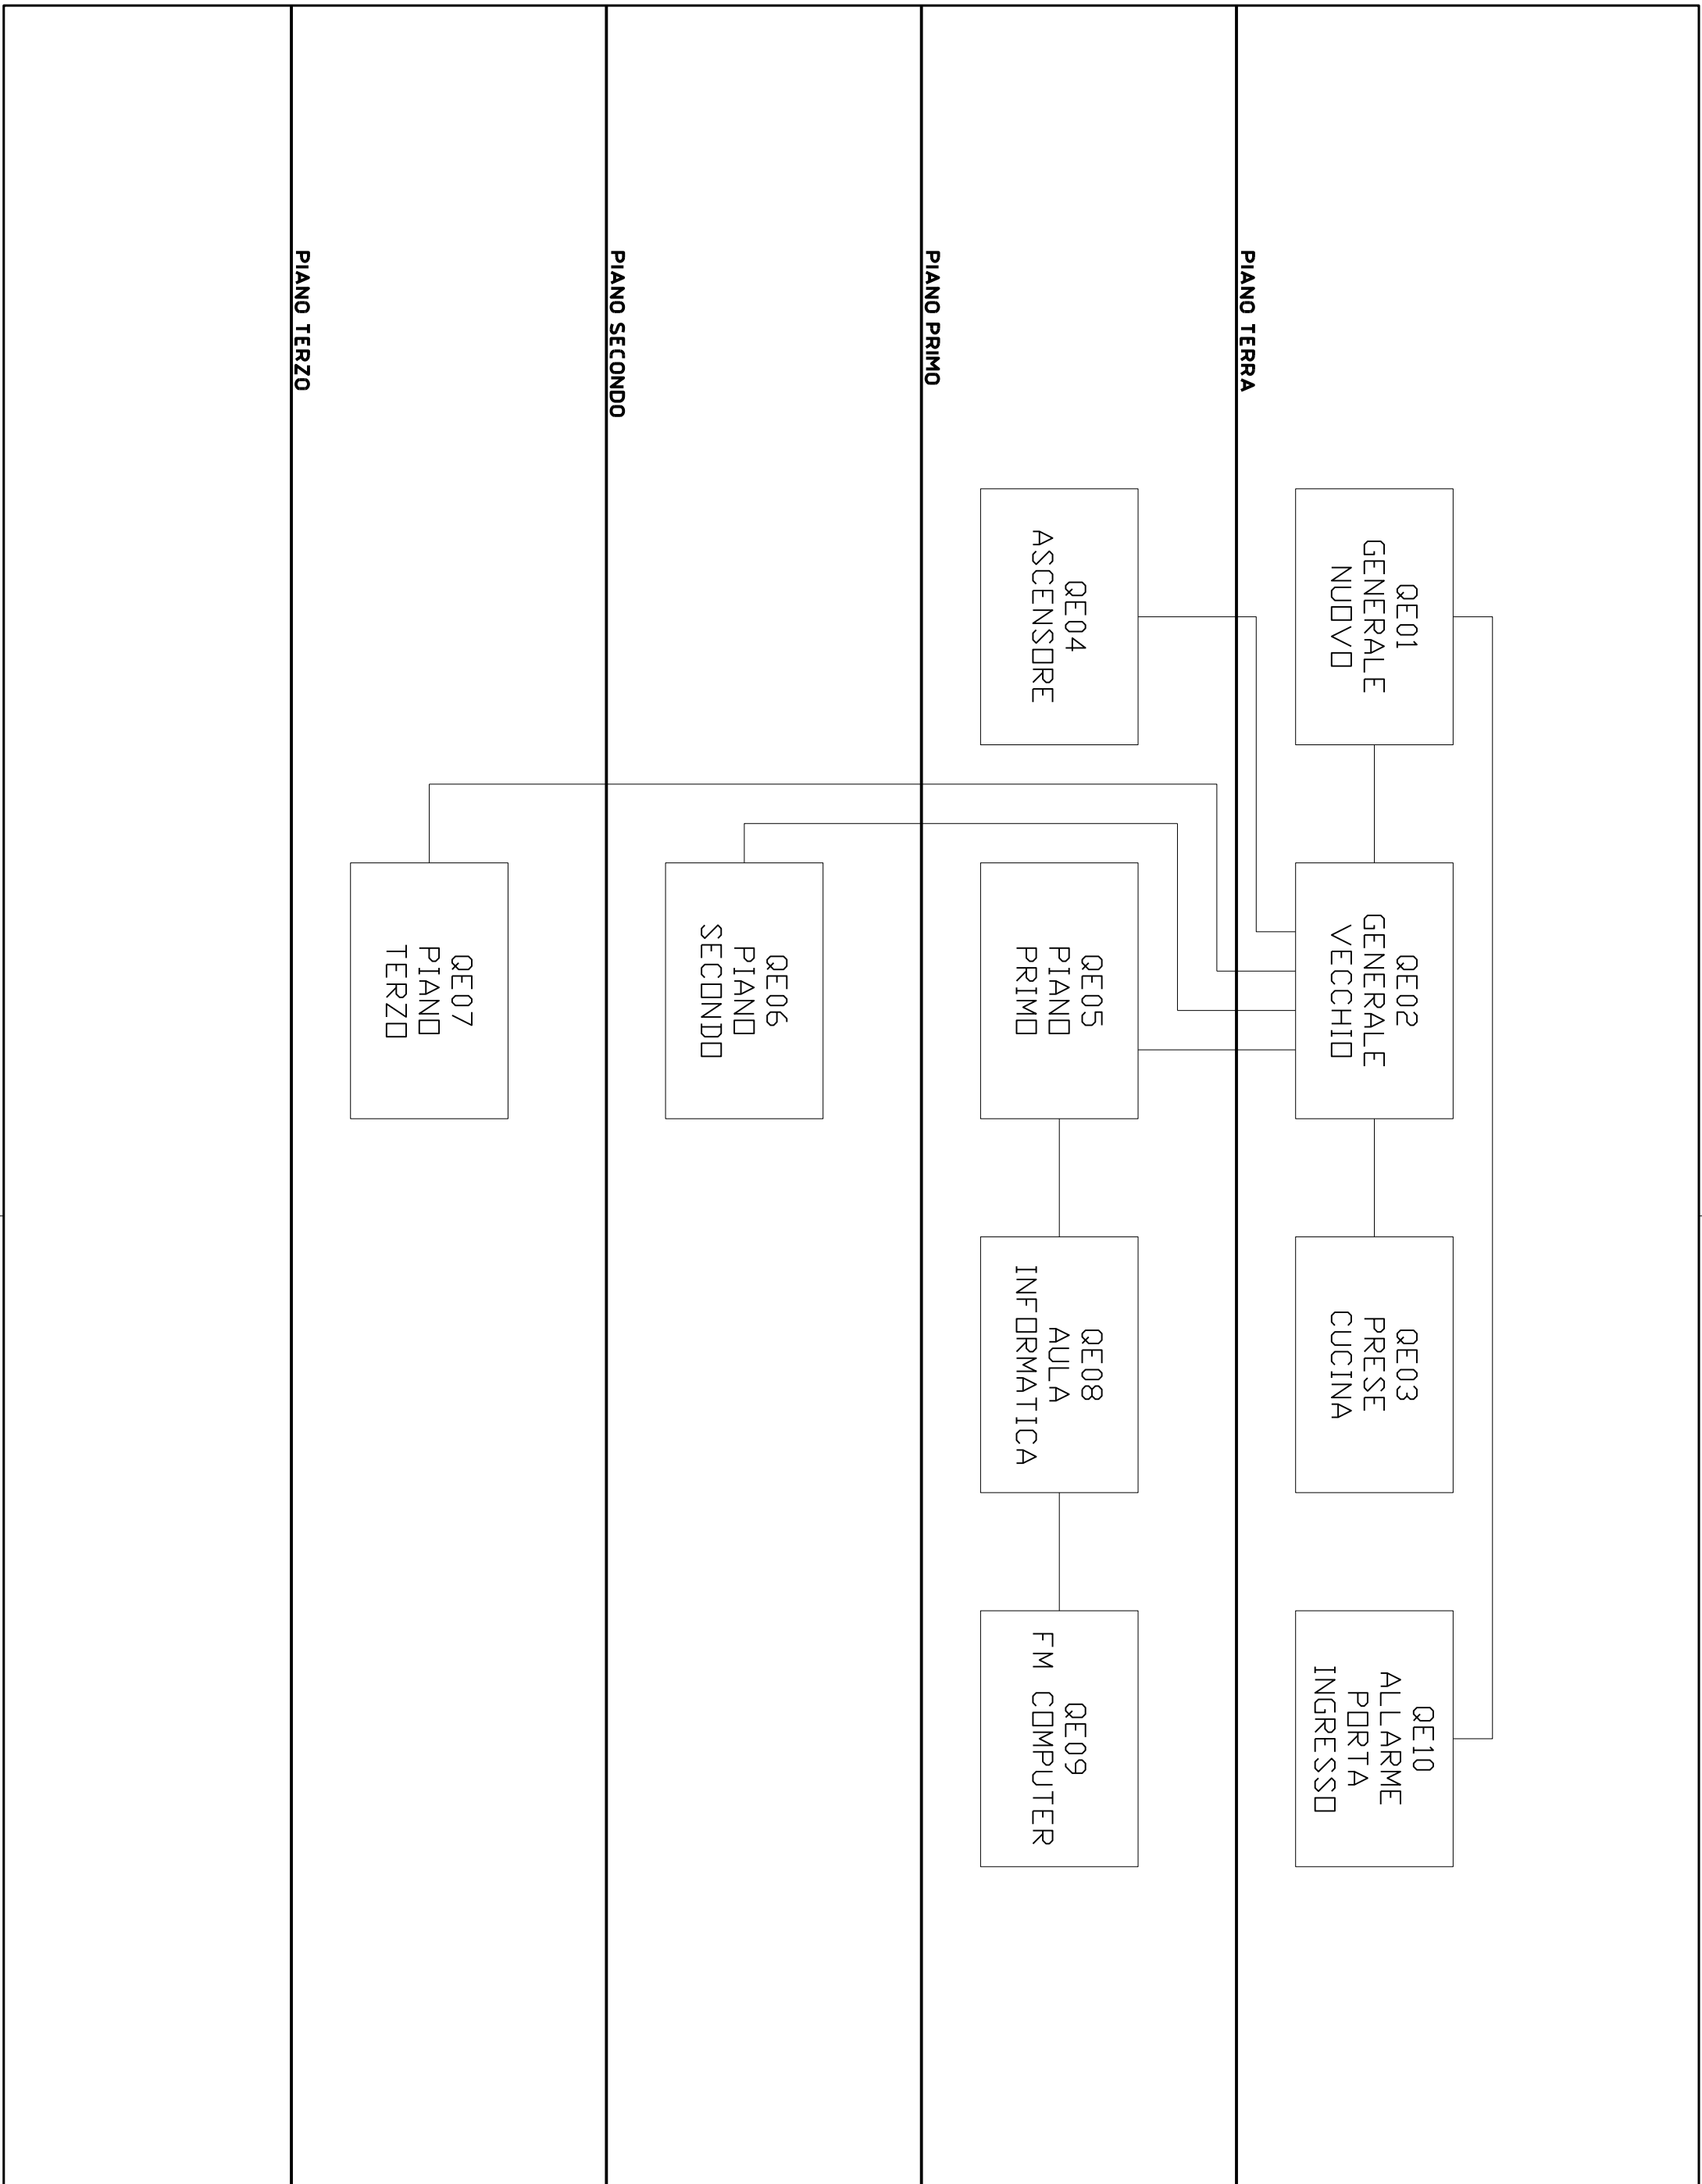 QE01
GENERALE
NUOVO
QE02
GENERALE
VECCHIO
QE03
PRESE
CUCINA
QE10
ALLARME
PORTA
INGRESSO
PIANO TERRA
QE04
ASCENSORE
QE05
PIANO
PRIMO
QE08
AULA
INFORMATICA
QE09
FM COMPUTER
PIANO PRIMO
QE06
PIANO
SECONDO
PIANO SECONDO
QE07
PIANO
TERZO
PIANO TERZO